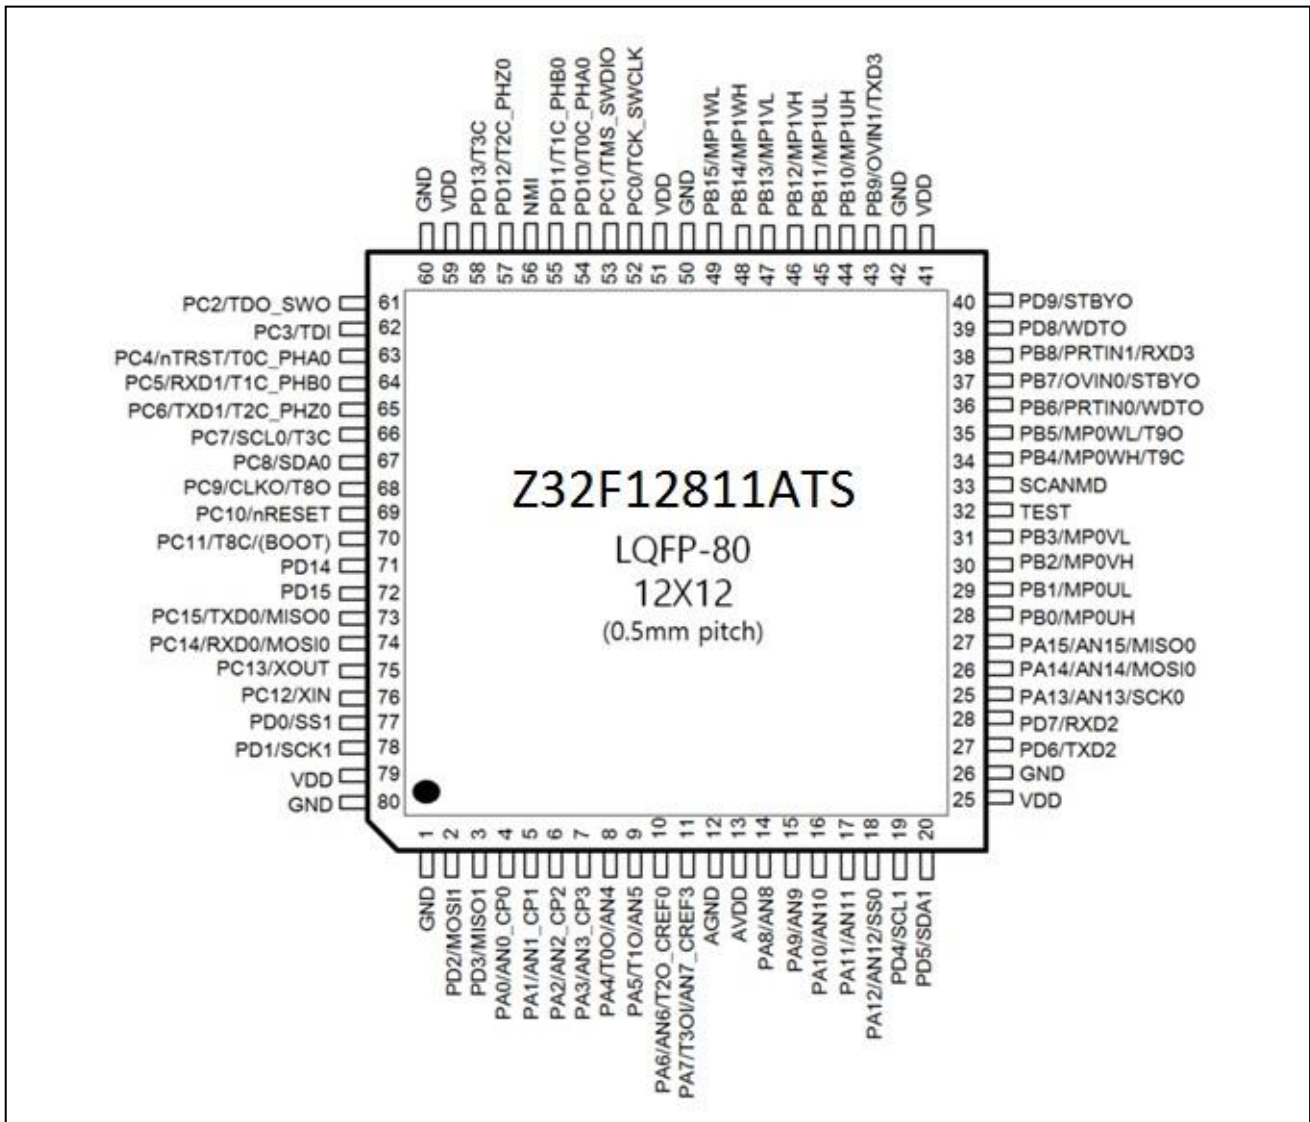 GND
VDD
PD13/T3C
PD12/T2C_PHZ0
NMI
PD11/T1C_PHB0
PD10/T0C_PHA0
PC1/TMS_SWDIO
PC0/TCK_SWCLK
VDD
GND
PB15/MP1WL
PB14/MP1WH
PB13/MP1VL
PB12/MP1VH
PB11/MP1UL
PB10/MP1UH
PB9/OVIN1/TXD3
GND
VDD
60 59 58 57 56 55 54 53 52 51 50 49 48 47 46 45 44 43 42 41
PC2/TDO_SWO 61
PC3/TDI 62
PC4/nTRST/T0C_PHA0 63
PC5/RXD1/T1C_PHB0 64
PC6/TXD1/T2C_PHZ0 65
PC7/SCL0/T3C 66
PC8/SDA0 67
PC9/CLKO/T8O 68
PC10/nRESET 69
PC11/T8C/(BOOT) 70
PD14 71
PD15 72
PC15/TXD0/MISO0 73
PC14/RXD0/MOSI0 74
PC13/XOUT 75
PC12/XIN 76
PD0/SS1 77
PD1/SCK1 78
VDD 79
GND 80
Z32F12811ATS
LQFP-80
12X12
(0.5mm pitch)
40 PD9/STBYO
39 PD8/WDTO
38 PB8/PRTIN1/RXD3
37 PB7/OVIN0/STBYO
36 PB6/PRTIN0/WDTO
35 PB5/MP0WL/T9O
34 PB4/MP0WH/T9C
33 SCANMD
32 TEST
31 PB3/MP0VL
30 PB2/MP0VH
29 PB1/MP0UL
28 PB0/MP0UH
27 PA15/AN15/MISO0
26 PA14/AN14/MOSI0
25 PA13/AN13/SCK0
28 PD7/RXD2
27 PD6/TXD2
26 GND
25 VDD
1 2 3 4 5 6 7 8 9 10 11 12 13 14 15 16 17 18 19 20
GND
PD2/MOSI1
PD3/MISO1
PA0/AN0_CP0
PA1/AN1_CP1
PA2/AN2_CP2
PA3/AN3_CP3
PA4/T0O/AN4
PA5/T1O/AN5
PA6/AN6/T2O_CREF0
PA7/T3OI/AN7_CREF3
AGND
AVDD
PA8/AN8
PA9/AN9
PA10/AN10
PA11/AN11
PA12/AN12/SS0
PD4/SCL1
PD5/SDA1